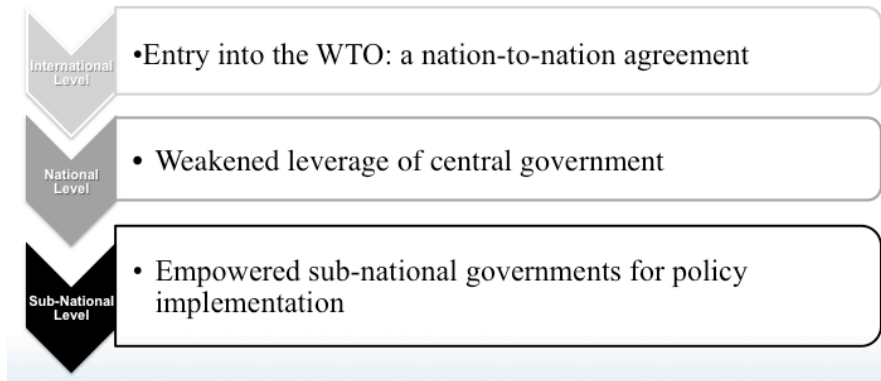 International
Level
•Entry into the WTO: a nation-to-nation agreement
National
Level
• Weakened leverage of central government
Sub-National
Level
• Empowered sub-national governments for policy
implementation